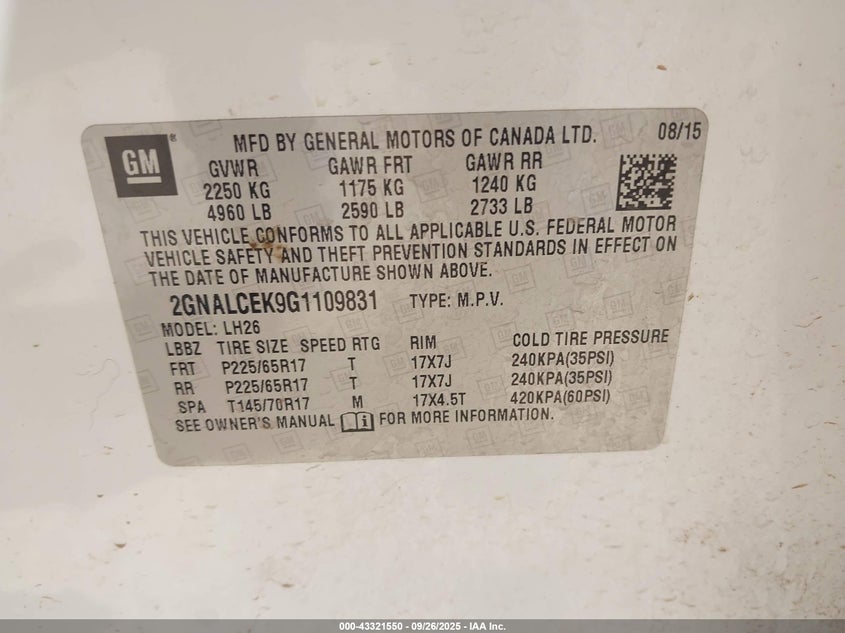 GM ®
MFD BY GENERAL MOTORS OF CANADA LTD. 08/15
GVWR GAWR FRT GAWR RR
2250 KG 1175 KG 1240 KG
4960 LB 2590 LB 2733 LB
THIS VEHICLE CONFORMS TO ALL APPLICABLE U.S. FEDERAL MOTOR
VEHICLE SAFETY AND THEFT PREVENTION STANDARDS IN EFFECT ON
THE DATE OF MANUFACTURE SHOWN ABOVE.
2GNALCEK9G1109831 TYPE: M.P.V.
MODEL: LH26
LBBZ TIRE SIZE SPEED RTG RIM COLD TIRE PRESSURE
FRT P225/65R17 T 17X7J 240KPA(35PSI)
RR P225/65R17 T 17X7J 240KPA(35PSI)
SPA T145/70R17 M 17X4.5T 420KPA(60PSI)
SEE OWNER'S MANUAL FOR MORE INFORMATION.
000-43321550 - 09/26/2025 - IAA Inc.